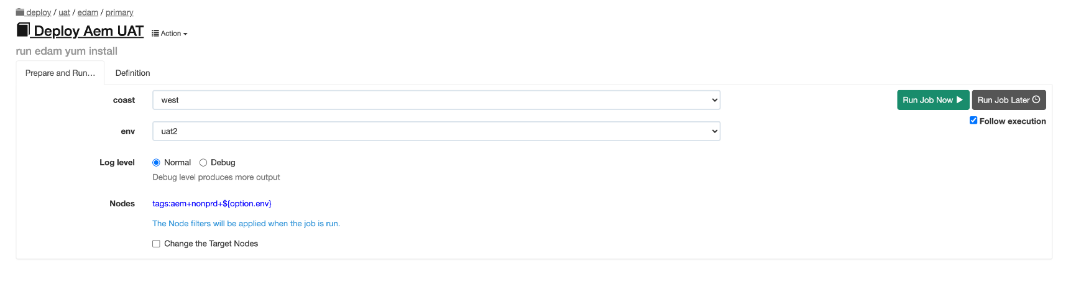 deploy / uat / edam / primary
Deploy Aem UAT Action
run edam yum install
Prepare and Run... Definition
coast west Run Job Now Run Job Later
Follow execution
env uat2
Log level Normal Debug
Debug level produces more output
Nodes tags:aem+nonprd+${option.env}
The Node filters will be applied when the job is run.
Change the Target Nodes